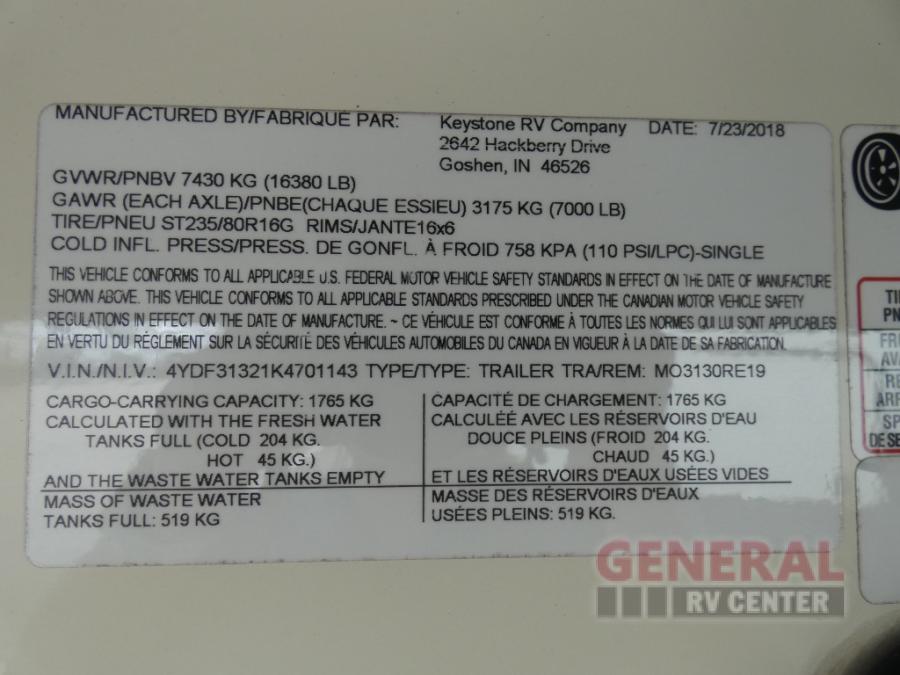 MANUFACTURED BY/FABRIQUÉ PAR: Keystone RV Company DATE: 7/23/2018
2642 Hackberry Drive
Goshen, IN 46526
GVWR/PNBV 7430 KG (16380 LB)
GAWR (EACH AXLE)/PNBE(CHAQUE ESSIEU) 3175 KG (7000 LB)
TIRE/PNEU ST235/80R16G RIMS/JANTE16x6
COLD INFL. PRESS/PRESS. DE GONFL. À FROID 758 KPA (110 PSI/LPC)-SINGLE
THIS VEHICLE CONFORMS TO ALL APPLICABLE U.S. FEDERAL MOTOR VEHICLE SAFETY STANDARDS IN EFFECT ON THE DATE OF MANUFACTURE
SHOWN ABOVE. THIS VEHICLE CONFORMS TO ALL APPLICABLE STANDARDS PRESCRIBED UNDER THE CANADIAN MOTOR VEHICLE SAFETY
REGULATIONS IN EFFECT ON THE DATE OF MANUFACTURE. ~ CE VÉHICULE EST CONFORME À TOUTES LES NORMES QUI LUI SONT APPLICABLES
EN VERTU DU RÉGLEMENT SUR LA SÉCURITÉ DES VÉHICULES AUTOMOBILES DU CANADA EN VIGUEUR À LA DATE DE SA FABRICATION.
V.I.N./N.I.V.: 4YDF31321K4701143 TYPE/TYPE: TRAILER TRA/REM: MO3130RE19
CARGO-CARRYING CAPACITY: 1765 KG
CALCULATED WITH THE FRESH WATER
TANKS FULL (COLD 204 KG.
HOT 45 KG.)
AND THE WASTE WATER TANKS EMPTY
MASS OF WASTE WATER
TANKS FULL: 519 KG
CAPACITÉ DE CHARGEMENT: 1765 KG
CALCULÉE AVEC LES RÉSERVOIRS D'EAU
DOUCE PLEINS (FROID 204 KG.
CHAUD 45 KG.)
ET LES RÉSERVOIRS D'EAUX USÉES VIDES
MASSE DES RÉSERVOIRS D'EAUX
USÉES PLEINS: 519 KG.
DE SE
GENERAL
RV CENTER